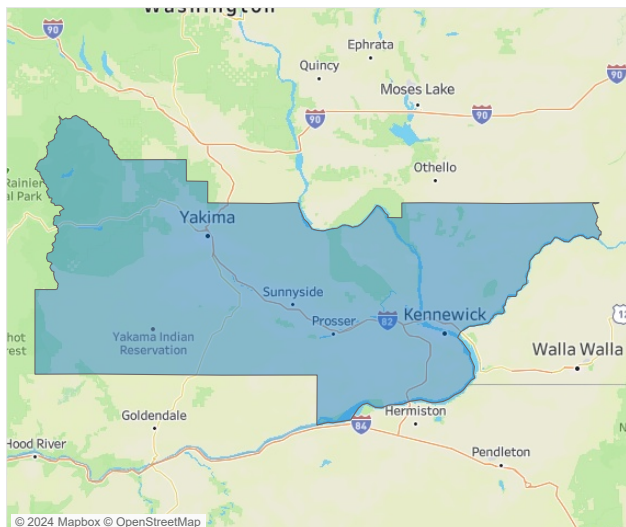 Washington
90
Ephrata
Quincy
90
Moses Lake
90
90
Othello
Rainier
al Park
Yakima
Sunnyside
Kennewick
82
Prosser
12
Yakama Indian
Reservation
hot
rest
Walla Walla
Goldendale
Hermiston
84
Hood River
Pendleton
© 2024 Mapbox © OpenStreetMap